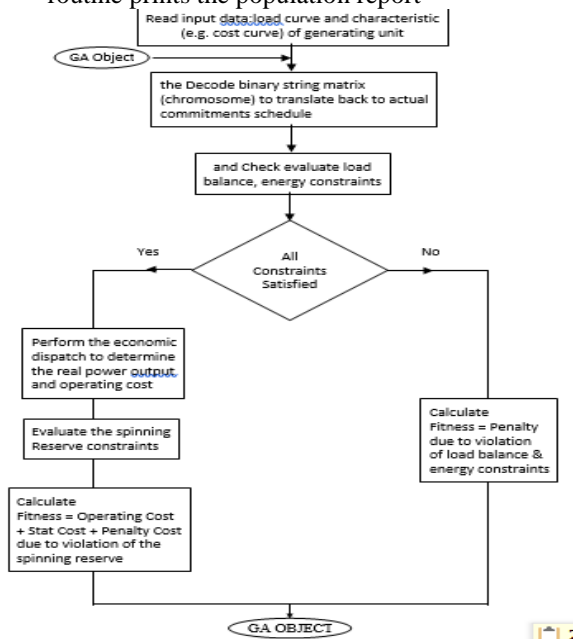 routine prints the population report
Read input data:load curve and characteristic
(e.g. cost curve) of generating unit
GA Object
the Decode binary string matrix
(chromosome) to translate back to actual
commitments schedule
and Check evaluate load
balance, energy constraints
Yes
All
Constraints
Satisfied
No
Perform the economic
dispatch to determine
the real power output
and operating cost
Evaluate the spinning
Reserve constraints
Calculate
Fitness = Operating Cost
+ Stat Cost + Penalty Cost
due to violation of the
spinning reserve
Calculate
Fitness = Penalty
due to violation
of load balance &
energy constraints
GA OBJECT